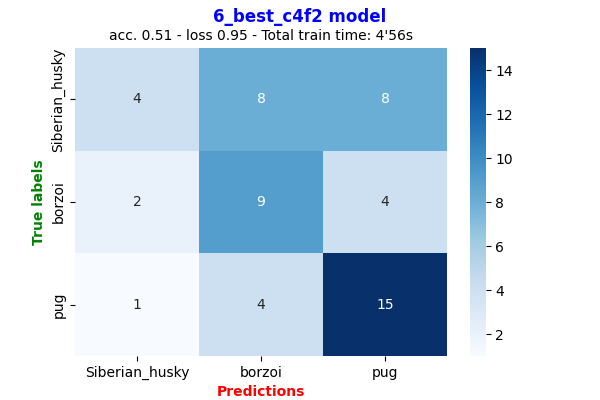 6_best_c4f2 model
acc. 0.51 - loss 0.95 - Total train time: 4'56s
True labels
Siberian_husky
4 8 8
borzoi
2 9 4
pug
1 4 15
Siberian_husky borzoi pug
Predictions
14
12
10
8
6
4
2